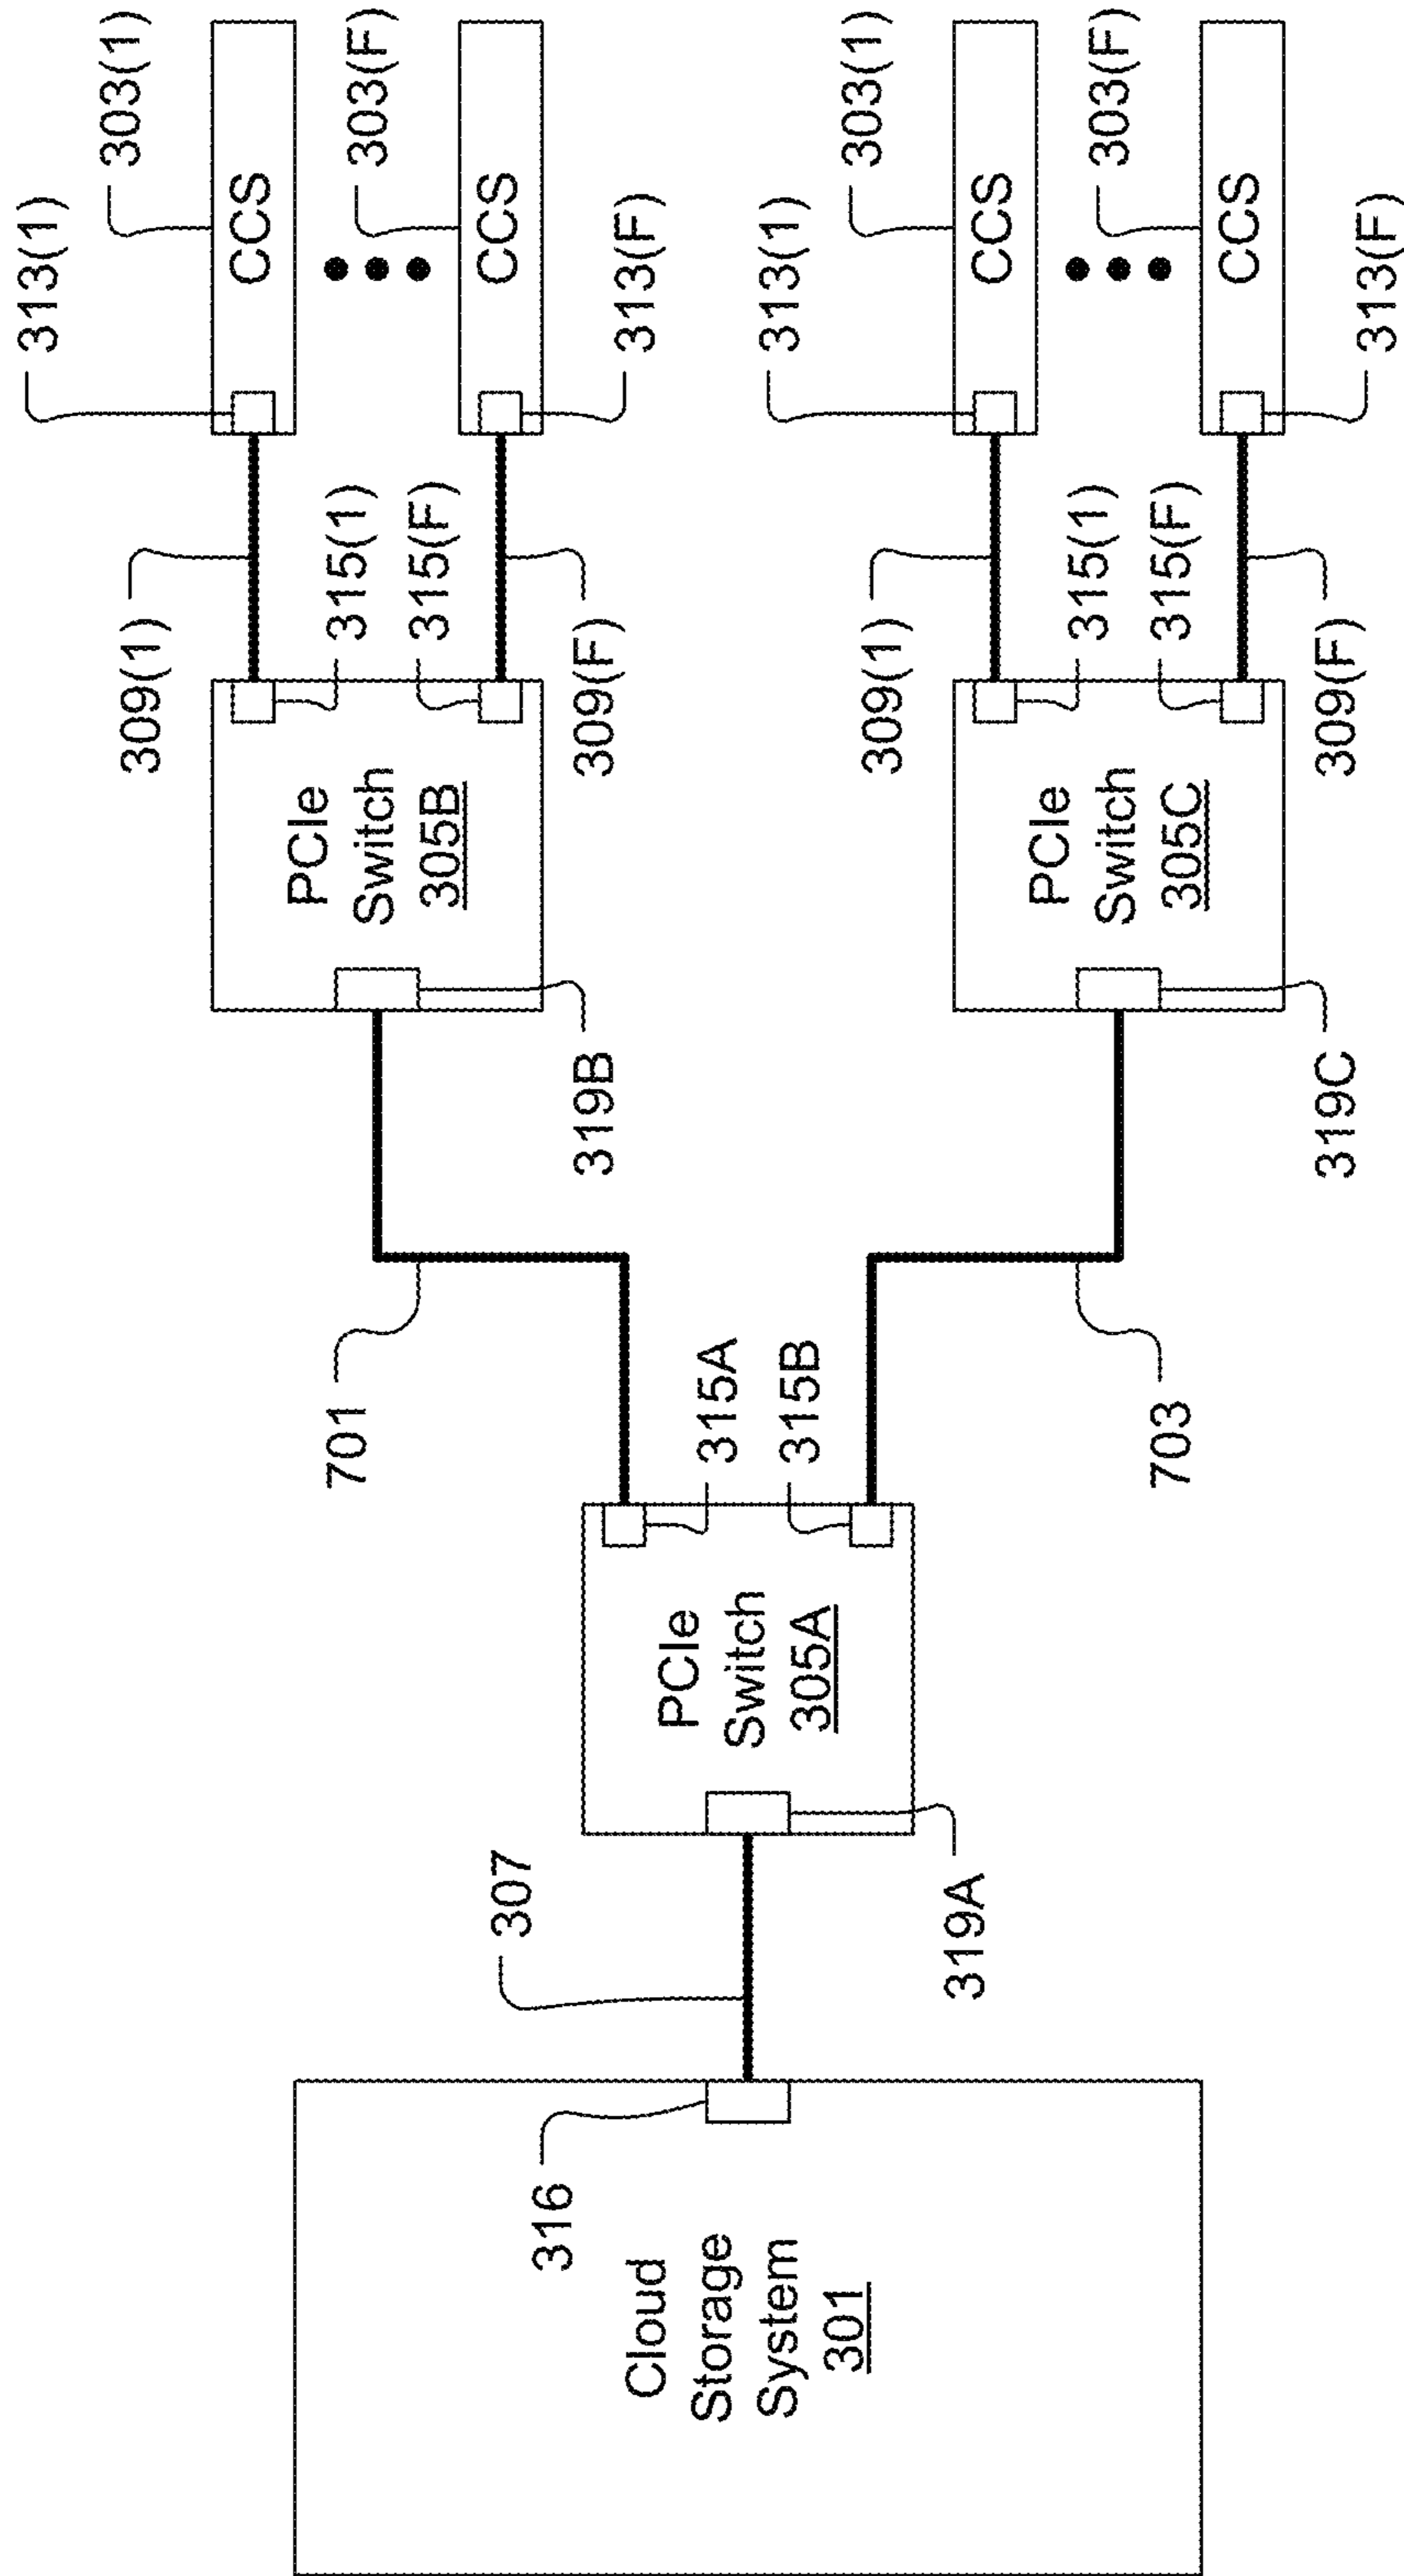 Cloud
Storage
System
301
316
307
PCIe
Switch
305A
319A
315A
315B
701
703
PCIe
Switch
305B
319B
309(1)
315(1)
315(F)
309(F)
313(1)
303(1)
CCS
303(F)
CCS
313(F)
PCIe
Switch
305C
319C
309(1)
315(1)
315(F)
309(F)
313(1)
303(1)
CCS
303(F)
CCS
313(F)